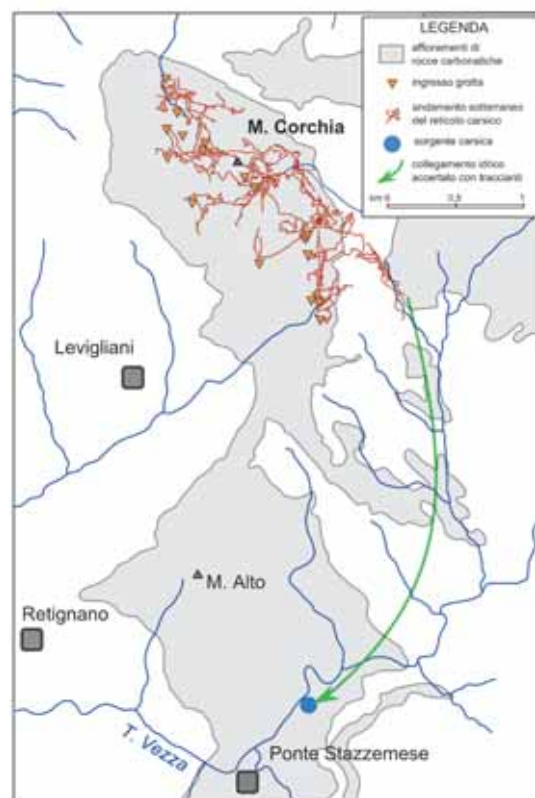 LEGENDA
affioramenti di
rocce carbonatiche
ingresso grotta
andamento sotterraneo
del reticolo carsico
sorgente carsica
collegamento idrico
accertato con traccianti
km 0 0,5 1
M. Corchia
Levigliani
M. Alto
Retignano
T. Vezza
Ponte Stazzemese